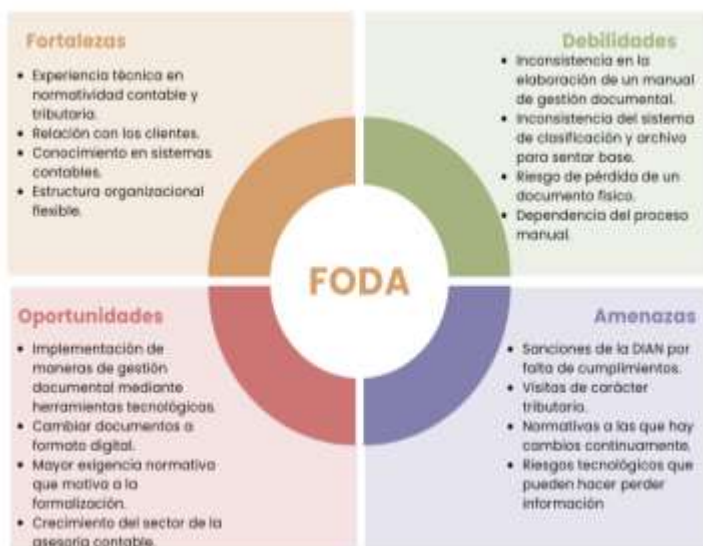 Fortalezas
• Experiencia técnica en
normatividad contable y
tributaria.
• Relación con los clientes.
• Conocimiento en sistemas
contables.
• Estructura organizacional
flexible.
Debilidades
• Inconsistencia en la
elaboración de un manual
de gestión documental.
• Inconsistencia del sistema
de clasificación y archivo
para sentar base.
• Riesgo de pérdida de un
documento físico.
• Dependencia del proceso
manual
FODA
Oportunidades
• Implementación de
maneras de gestión
documental mediante
herramientas tecnológicas.
• Cambiar documentos a
formato digital.
• Mayor exigencia normativa
que motiva a la
formalización.
• Crecimiento del sector de la
asesoría contable.
Amenazas
• Sanciones de la DIAN por
falta de cumplimientos.
• Visitas de carácter
tributario.
• Normativas a las que hay
cambios continuamente.
• Riesgos tecnológicos que
pueden hacer perder
información